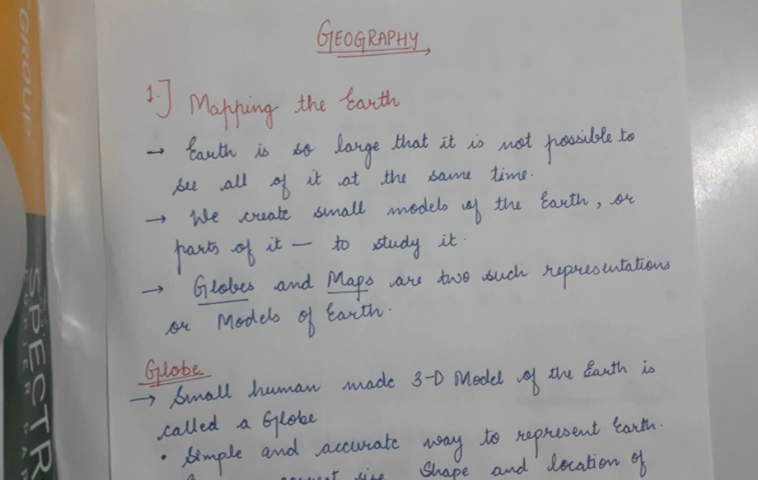 GEOGRAPHY
1.] Mapping the Earth
→ Earth is so large that it is not possible to
see all of it at the same time.
→ We create small models of the Earth, or
parts of it — to study it.
→ Globes and Maps are two such representations
or Models of Earth.
Globe
→ Small human made 3-D Model of the Earth is
called a Globe
• Simple and accurate way to represent Earth.
size, Shape and location of
GROUP
SPECTR